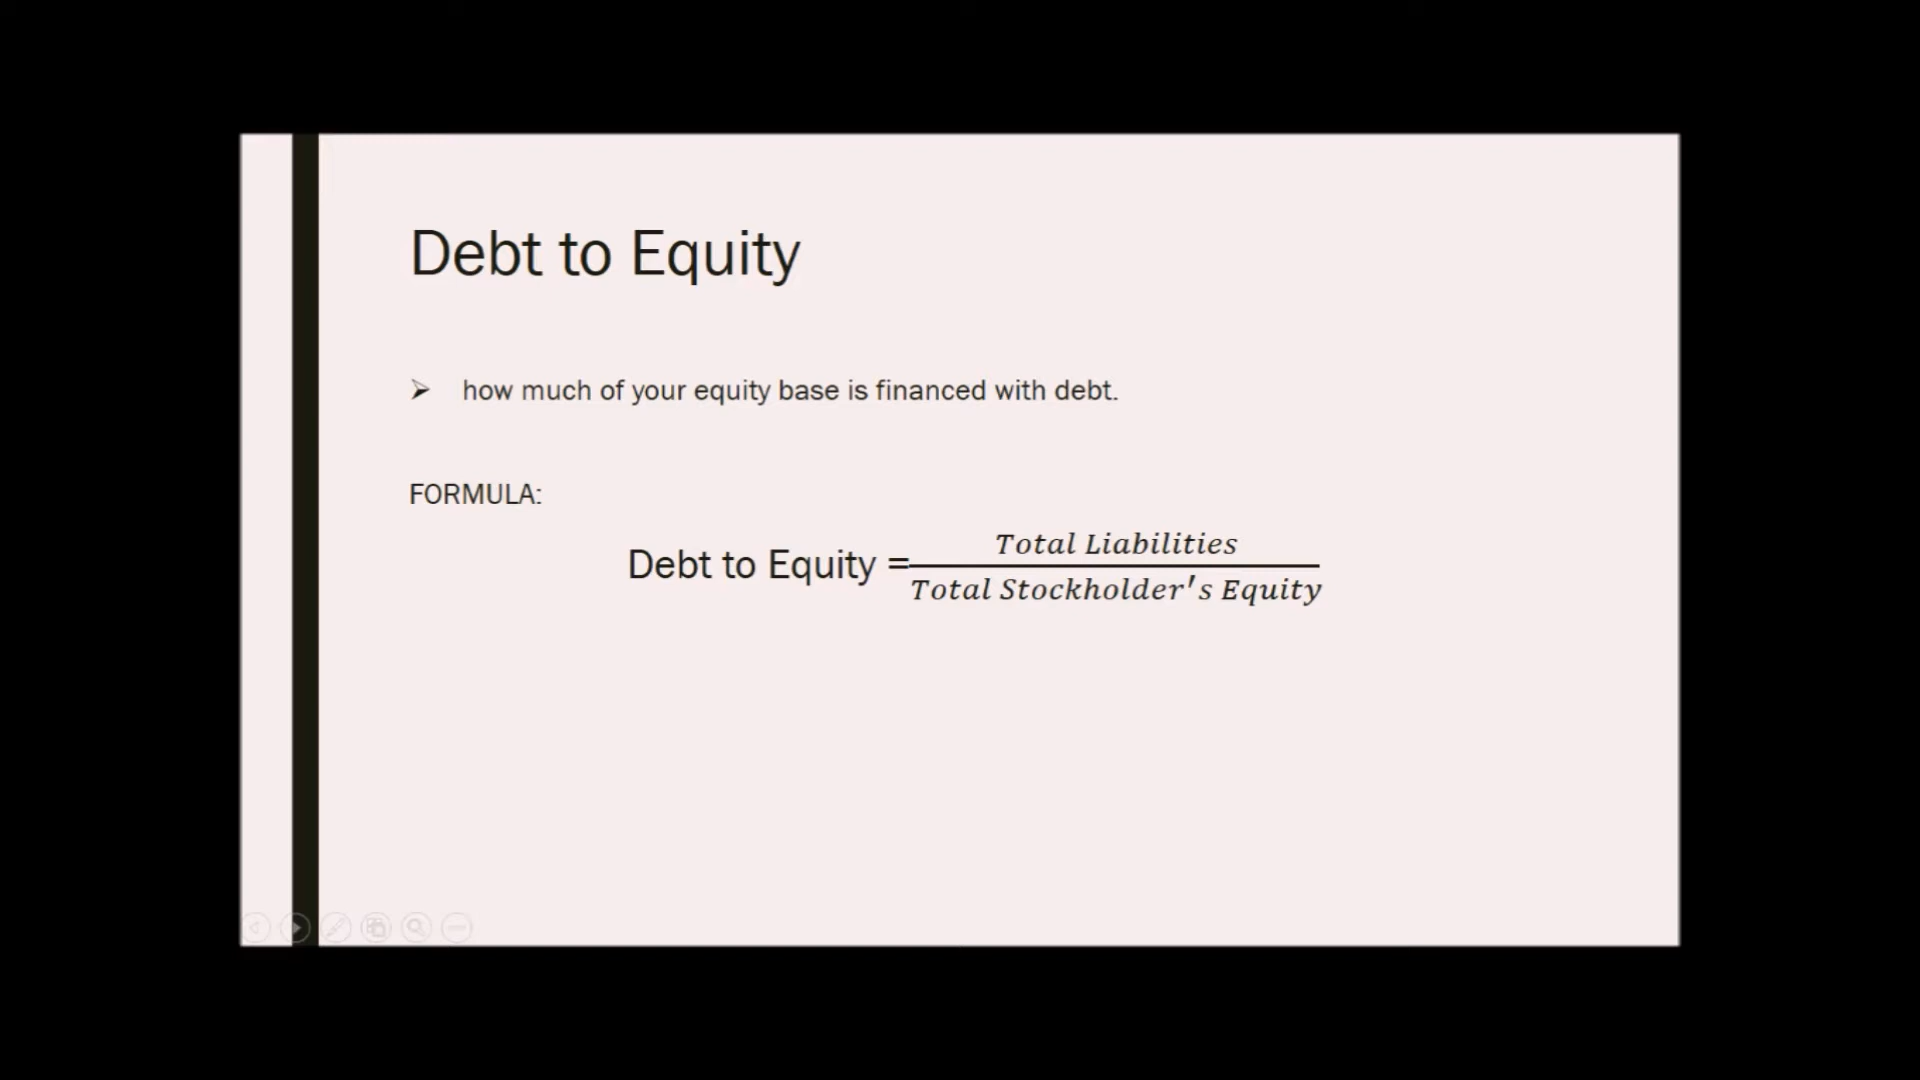 Debt to Equity
➢ how much of your equity base is financed with debt.
FORMULA:
Debt to Equity = Total Liabilities
Total Stockholder's Equity